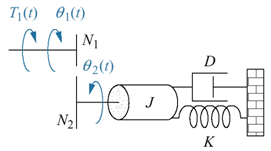 T₁(t) θ₁(t)
N₁
θ₂(t)
D
N₂
J
K